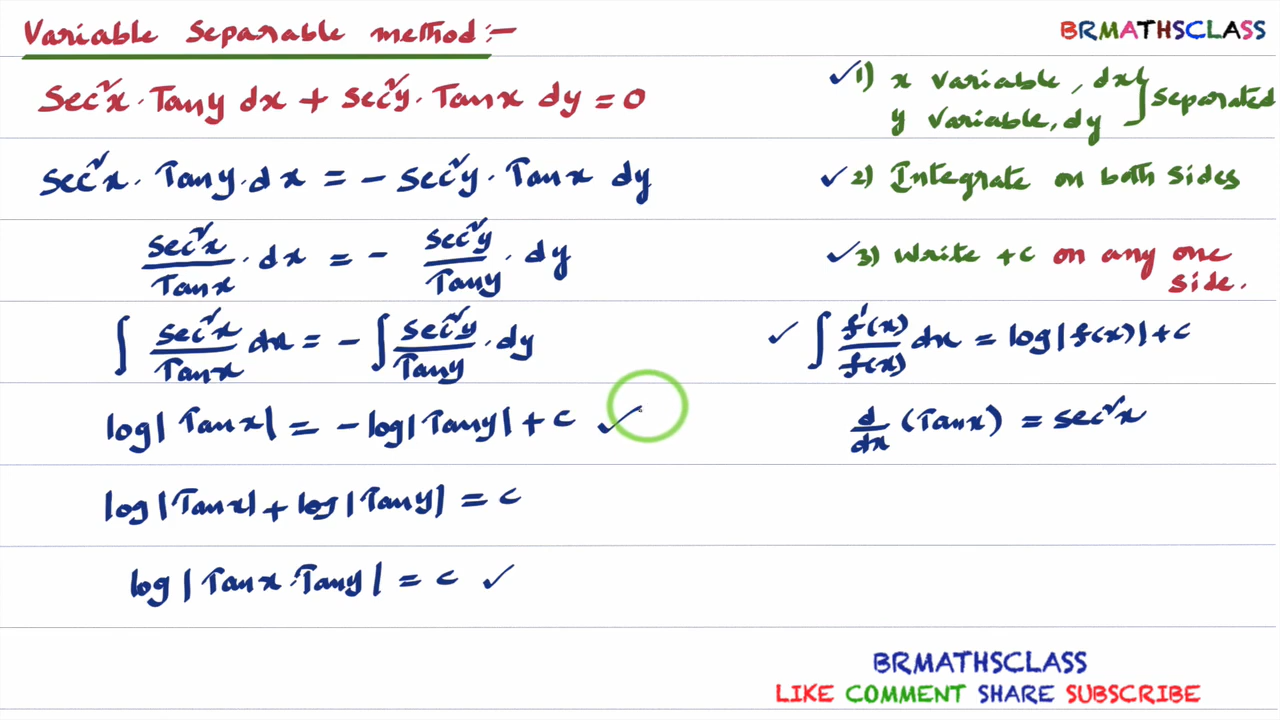 Variable Separable method :-
BRMATHSCLASS
Sec²x · Tany dx + Sec²y · Tanx dy = 0
✓1) x variable, dx } Separated
y variable, dy
Sec²x · Tany · dx = - Sec²y · Tanx dy
✓2) Integrate on both sides
Sec²x/Tanx · dx = - Sec²y/Tany · dy
✓3) Write +c on any one side.
∫ Sec²x/Tanx dx = - ∫ Sec²y/Tany · dy
✓ ∫ f'(x)/f(x) dx = log|f(x)| + c
log|Tanx| = - log|Tany| + c ✓
d/dx (Tanx) = Sec²x
log|Tanx| + log|Tany| = c
log|Tanx · Tany| = c ✓
BRMATHSCLASS
LIKE COMMENT SHARE SUBSCRIBE